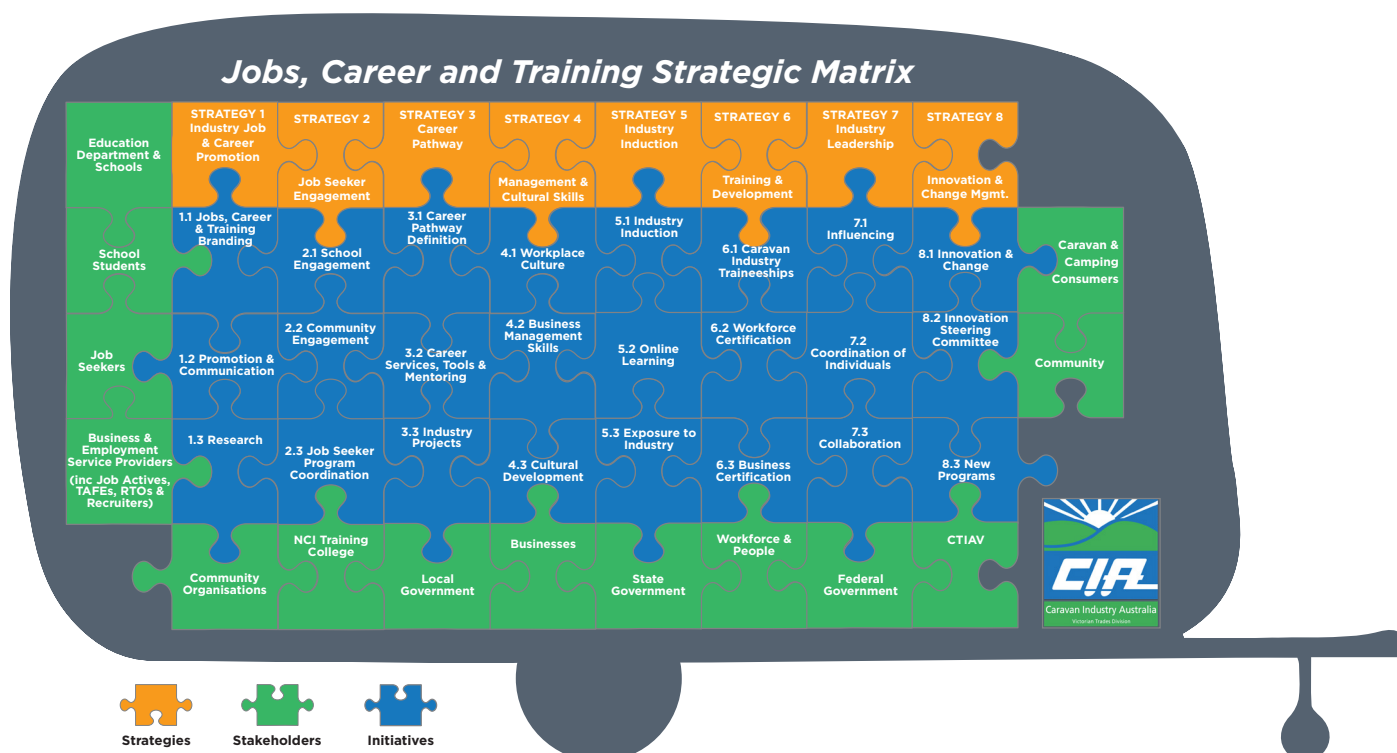 Jobs, Career and Training Strategic Matrix
Education
Department &
Schools
STRATEGY 1
Industry Job
& Career
Promotion
STRATEGY 2
Job Seeker
Engagement
STRATEGY 3
Career
Pathway
STRATEGY 4
Management &
Cultural Skills
STRATEGY 5
Industry
Induction
STRATEGY 6
Training &
Development
STRATEGY 7
Industry
Leadership
STRATEGY 8
Innovation &
Change Mgmt.
School
Students
1.1 Jobs, Career
& Training
Branding
2.1 School
Engagement
3.1 Career
Pathway
Definition
4.1 Workplace
Culture
5.1 Industry
Induction
6.1 Caravan
Industry
Traineeships
7.1
Influencing
8.1 Innovation &
Change
Caravan &
Camping
Consumers
Job
Seekers
1.2 Promotion &
Communication
2.2 Community
Engagement
3.2 Career
Services, Tools &
Mentoring
4.2 Business
Management
Skills
5.2 Online
Learning
6.2 Workforce
Certification
7.2
Coordination of
Individuals
8.2 Innovation
Steering
Committee
Community
Business &
Employment
Service Providers
(inc Job Actives,
TAFEs, RTOs &
Recruiters)
1.3 Research
2.3 Job Seeker
Program
Coordination
3.3 Industry
Projects
4.3 Cultural
Development
5.3 Exposure to
Industry
6.3 Business
Certification
7.3
Collaboration
8.3 New
Programs
Community
Organisations
NCI Training
College
Local
Government
Businesses
State
Government
Workforce &
People
Federal
Government
CTIAV
CIA
Caravan Industry Australia
Victorian Trades Division
Strategies
Stakeholders
Initiatives